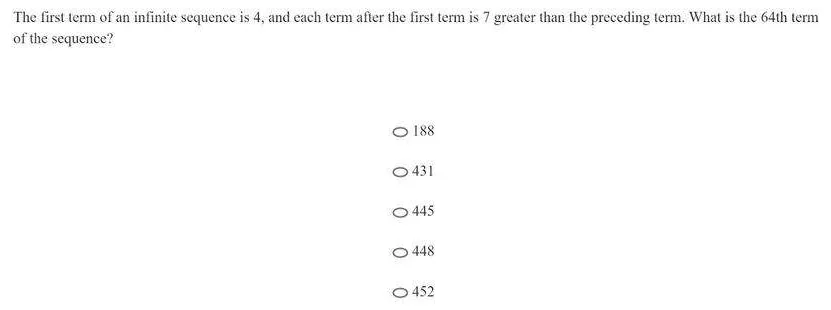 The first term of an infinite sequence is 4, and each term after the first term is 7 greater than the preceding term. What is the 64th term
of the sequence?
188
431
445
448
452